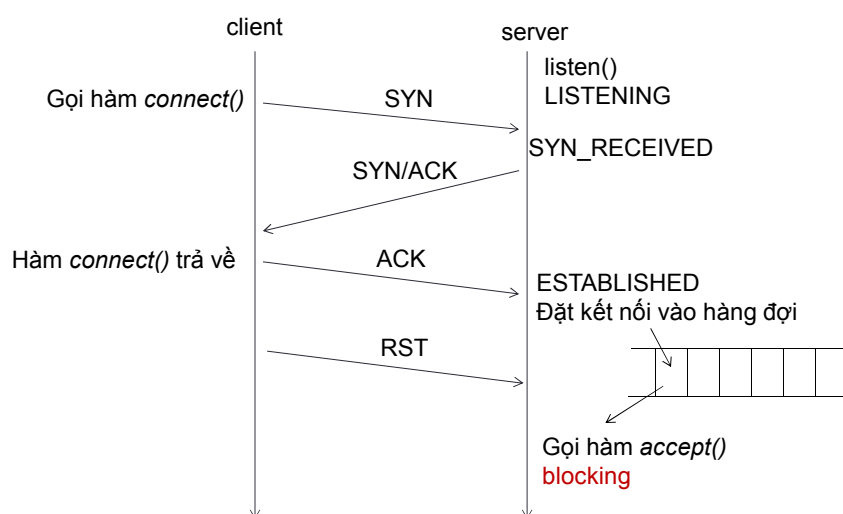 client
server
listen()
LISTENING
Gọi hàm connect()
SYN
SYN_RECEIVED
SYN/ACK
Hàm connect() trả về
ACK
ESTABLISHED
Đặt kết nối vào hàng đợi
RST
Gọi hàm accept()
blocking